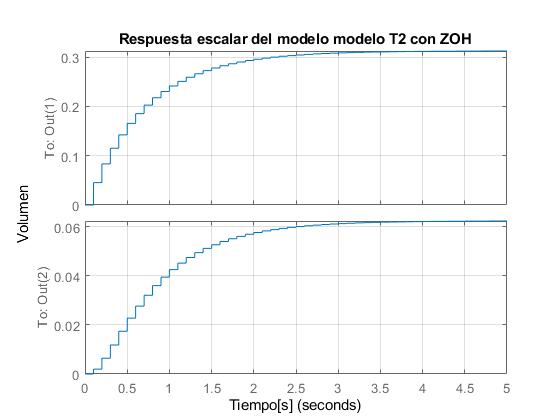 Respuesta escalar del modelo modelo T2 con ZOH
0.3
0.2
0.1
0
To: Out(1)
Volumen
0.06
0.04
0.02
0
To: Out(2)
0 0.5 1 1.5 2 2.5 3 3.5 4 4.5 5
Tiempo[s] (seconds)